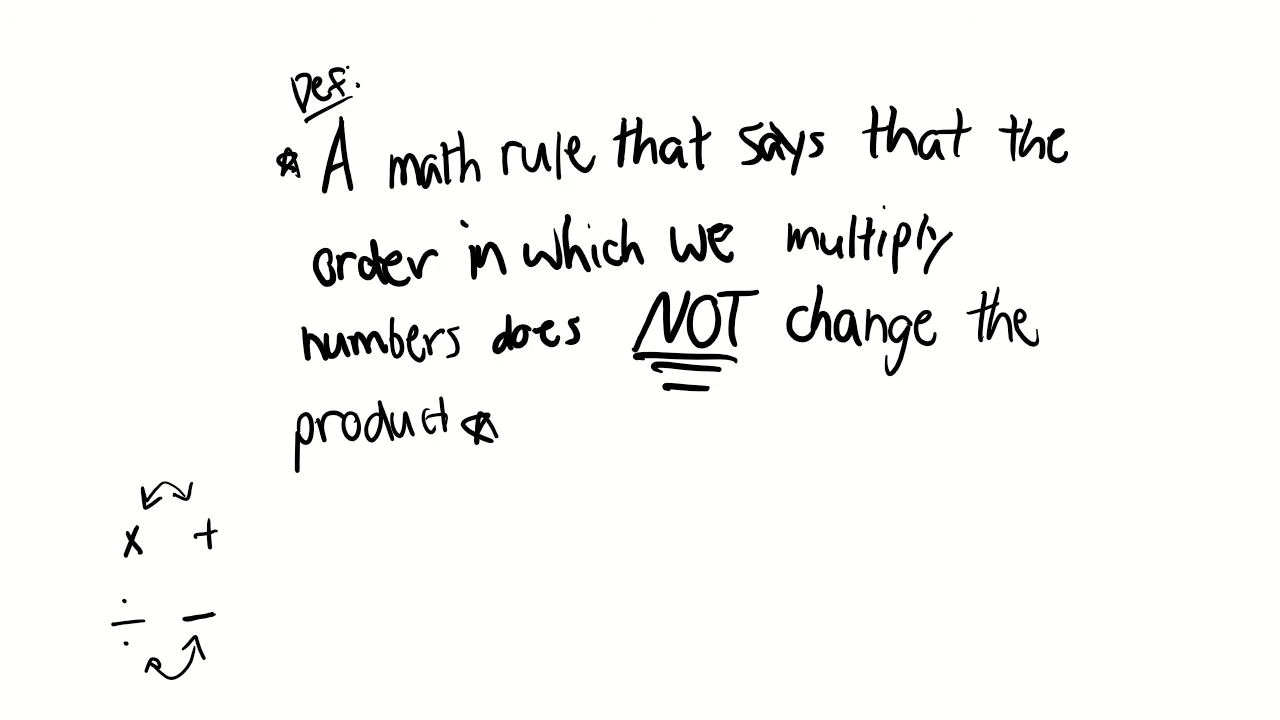 Def:
☆ A math rule that says that the
order in which we multiply
numbers does NOT change the
product ☆
x +
÷ −